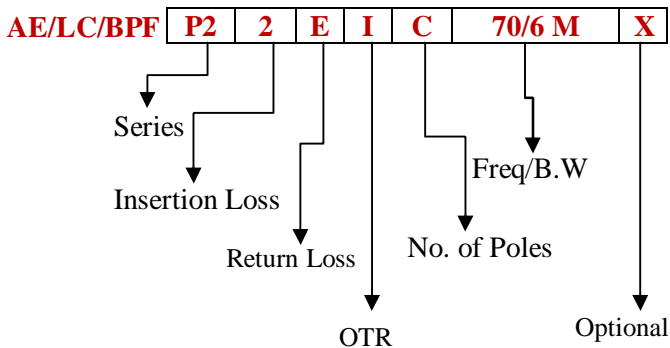 AE/LC/BPF P2 2 E I C 70/6 M X
Series
Insertion Loss
Return Loss
OTR
No. of Poles
Freq/B.W
Optional